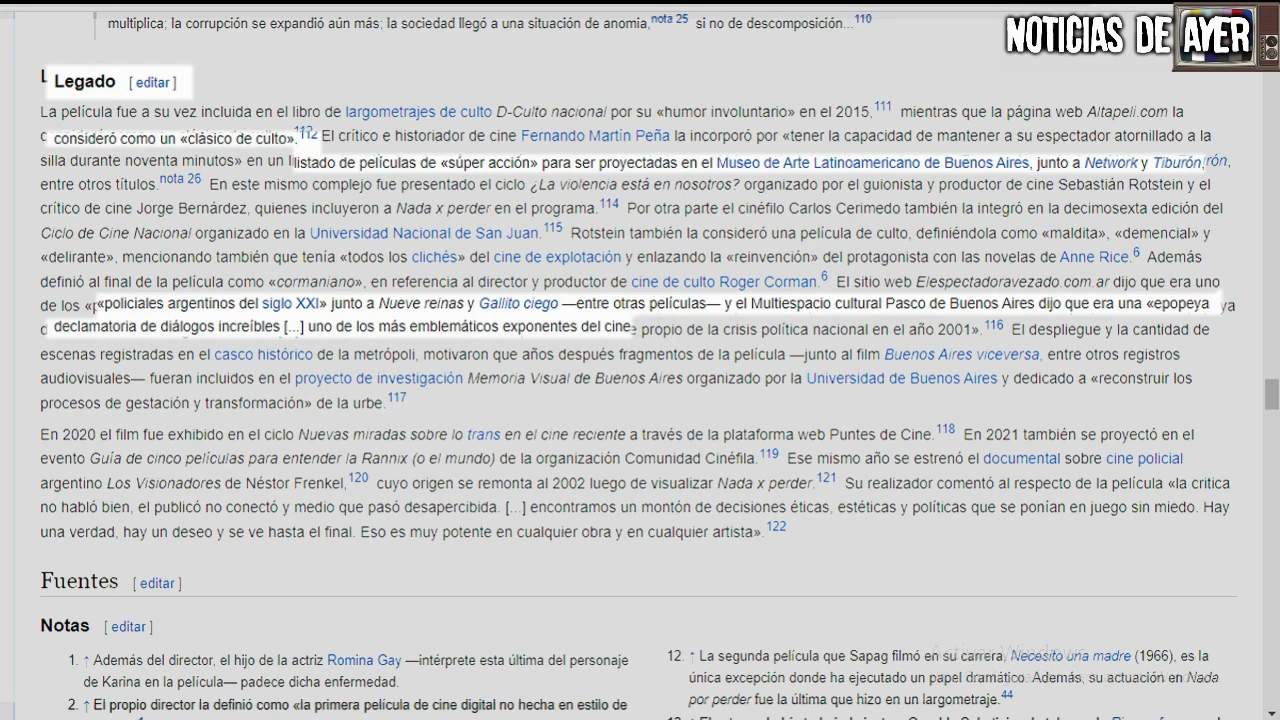 multiplica; la corrupción se expandió aún más; la sociedad llegó a una situación de anomía,nota 25 si no de descomposición...110
NOTICIAS DE AYER
Legado [ editar ]
La película fue a su vez incluida en el libro de largometrajes de culto D-Culto nacional por su «humor involuntario» en el 2015,111 mientras que la página web Altapeli.com la
consideró como un «clásico de culto».112 El crítico e historiador de cine Fernando Martín Peña la incorporó por «tener la capacidad de mantener a su espectador atornillado a la
silla durante noventa minutos» en un listado de películas de «súper acción» para ser proyectadas en el Museo de Arte Latinoamericano de Buenos Aires, junto a Network y Tiburón,
entre otros títulos.nota 26 En este mismo complejo fue presentado el ciclo ¿La violencia está en nosotros? organizado por el guionista y productor de cine Sebastián Rotstein y el
crítico de cine Jorge Bernárdez, quienes incluyeron a Nada x perder en el programa.114 Por otra parte el cinéfilo Carlos Cerimedo también la integró en la decimosexta edición del
Ciclo de Cine Nacional organizado en la Universidad Nacional de San Juan.115 Rotstein también la consideró una película de culto, definiéndola como «maldita», «demencial» y
«delirante», mencionando también que tenía «todos los clichés» del cine de explotación y enlazando la «reinvención» del protagonista con las novelas de Anne Rice.6 Además
definió al final de la película como «cormaniano», en referencia al director y productor de cine de culto Roger Corman.6 El sitio web Elespectadoravezado.com.ar dijo que era uno
de los «policiales argentinos del siglo XXI» junto a Nueve reinas y Gallito ciego —entre otras películas— y el Multiespacio cultural Pasco de Buenos Aires dijo que era una «epopeya
declamatoria de diálogos increíbles [...] uno de los más emblemáticos exponentes del cine propio de la crisis política nacional en el año 2001».116 El despliegue y la cantidad de
escenas registradas en el casco histórico de la metrópoli, motivaron que años después fragmentos de la película —junto al film Buenos Aires viceversa, entre otros registros
audiovisuales— fueran incluidos en el proyecto de investigación Memoria Visual de Buenos Aires organizado por la Universidad de Buenos Aires y dedicado a «reconstruir los
procesos de gestación y transformación» de la urbe.117
En 2020 el film fue exhibido en el ciclo Nuevas miradas sobre lo trans en el cine reciente a través de la plataforma web Puntes de Cine.118 En 2021 también se proyectó en el
evento Guía de cinco películas para entender la Rannix (o el mundo) de la organización Comunidad Cinéfila.119 Ese mismo año se estrenó el documental sobre cine policial
argentino Los Visionadores de Néstor Frenkel,120 cuyo origen se remonta al 2002 luego de visualizar Nada x perder.121 Su realizador comentó al respecto de la película «la critica
no habló bien, el publicó no conectó y medio que pasó desapercibida. [...] encontramos un montón de decisiones éticas, estéticas y políticas que se ponían en juego sin miedo. Hay
una verdad, hay un deseo y se ve hasta el final. Eso es muy potente en cualquier obra y en cualquier artista».122
Fuentes [ editar ]
Notas [ editar ]
1. ↑ Además del director, el hijo de la actriz Romina Gay —intérprete esta última del personaje
de Karina en la película— padece dicha enfermedad.
2. ↑ El propio director la definió como «la primera película de cine digital no hecha en estilo de
12. ↑ La segunda película que Sapag filmó en su carrera, Necesito una madre (1966), es la
única excepción donde ha ejecutado un papel dramático. Además, su actuación en Nada
por perder fue la última que hizo en un largometraje.44